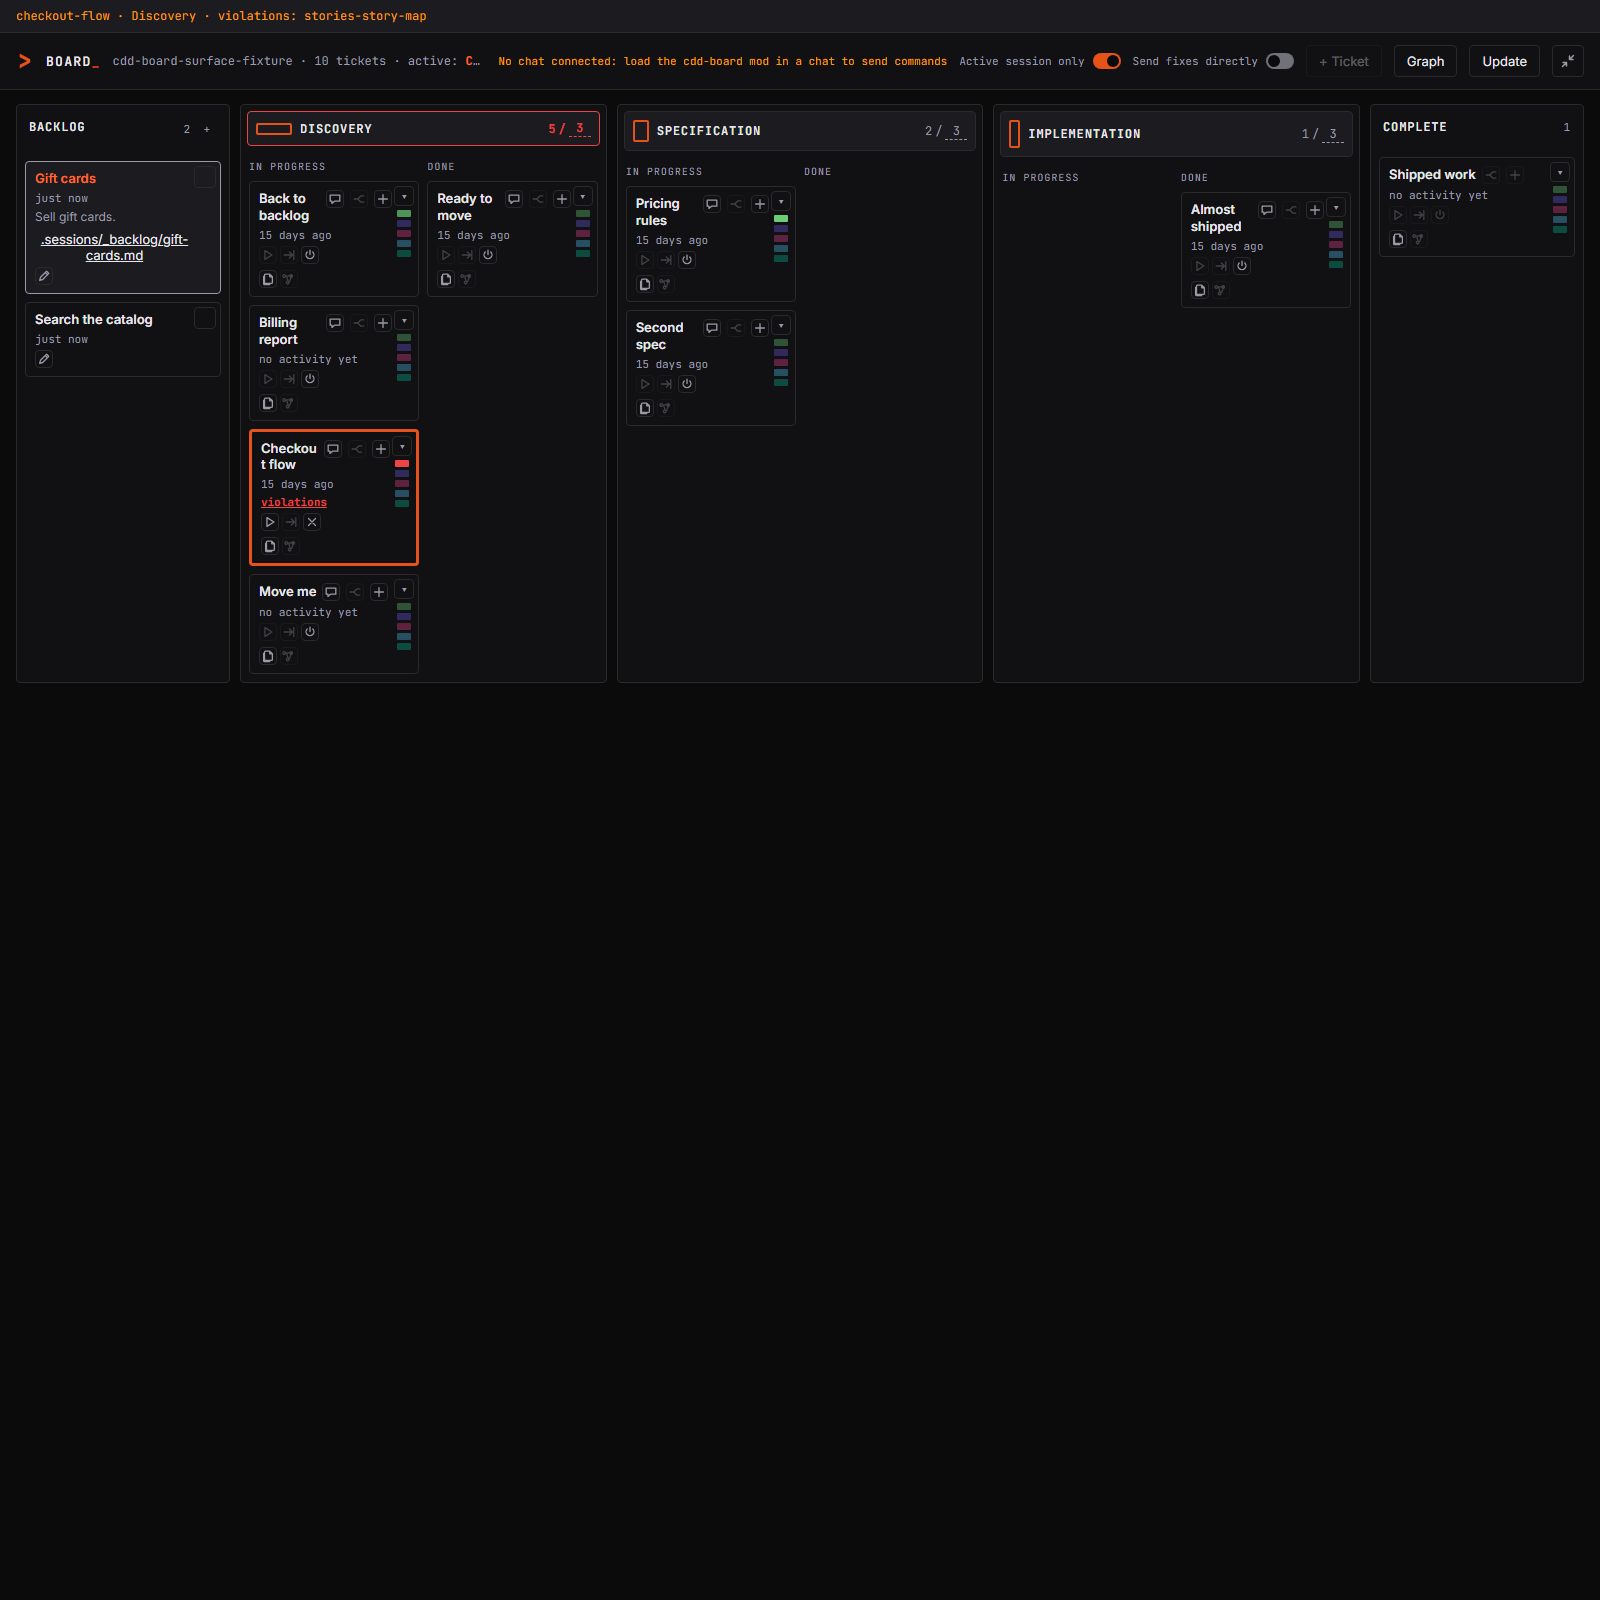 checkout-flow · Discovery · violations: stories-story-map
> BOARD_ cdd-board-surface-fixture · 10 tickets · active: C… No chat connected: load the cdd-board mod in a chat to send commands Active session only Send fixes directly + Ticket Graph Update
BACKLOG 2 +
Gift cards
just now
Sell gift cards.
.sessions/_backlog/gift-
cards.md
Search the catalog
just now
DISCOVERY 5 / 3
IN PROGRESS
Back to
backlog
15 days ago
Billing
report
no activity yet
Checkou
t flow
15 days ago
violations
Move me
no activity yet
DONE
Ready to
move
15 days ago
SPECIFICATION 2 / 3
IN PROGRESS
Pricing
rules
15 days ago
Second
spec
15 days ago
DONE
IMPLEMENTATION 1 / 3
IN PROGRESS
DONE
Almost
shipped
15 days ago
COMPLETE 1
Shipped work
no activity yet